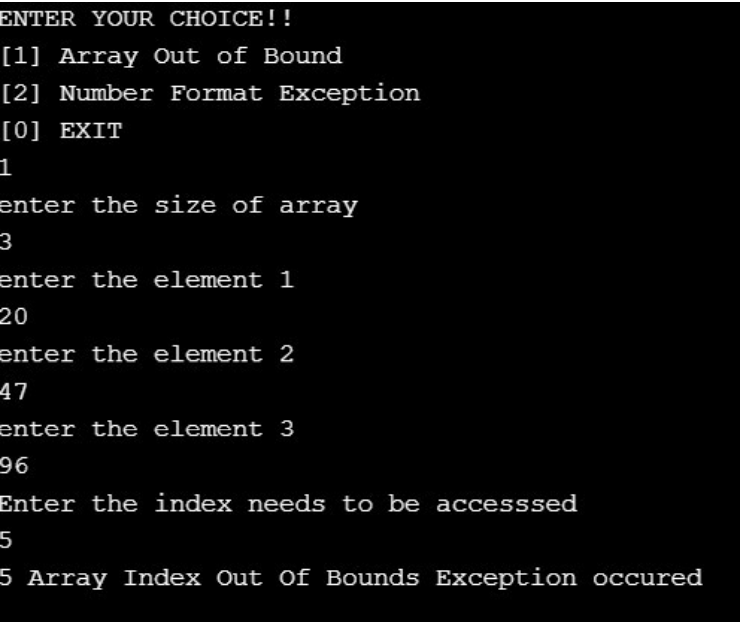 ENTER YOUR CHOICE!!
[1] Array Out of Bound
[2] Number Format Exception
[0] EXIT
1
enter the size of array
3
enter the element 1
20
enter the element 2
47
enter the element 3
96
Enter the index needs to be accesssed
5
5 Array Index Out Of Bounds Exception occured